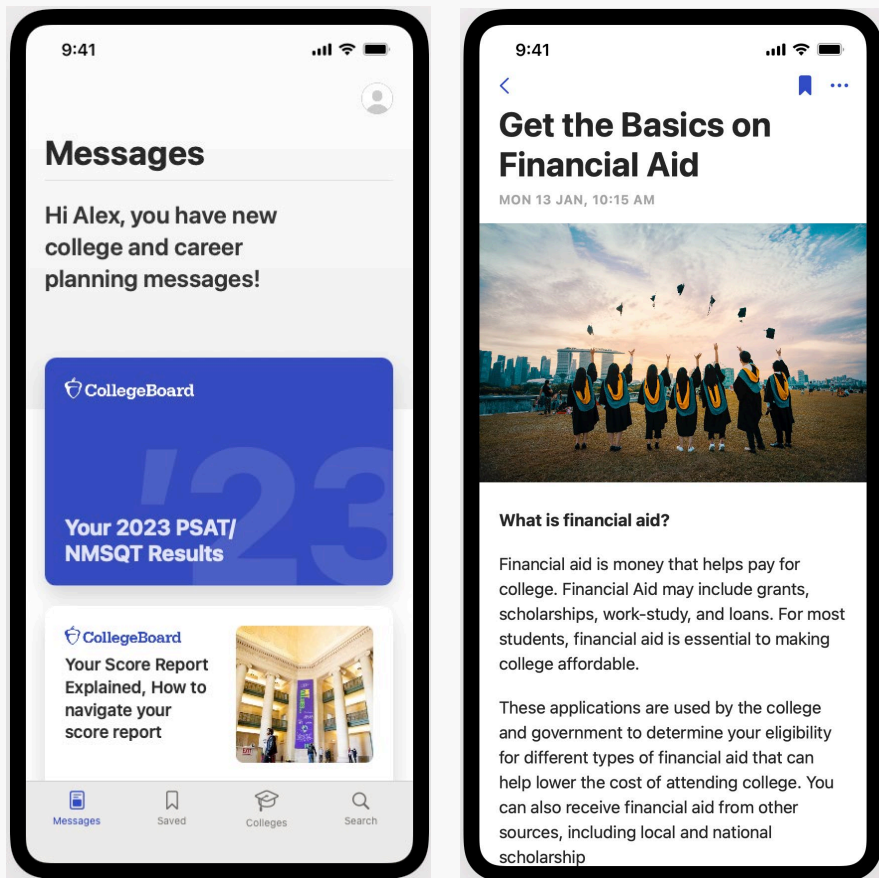 9:41
Messages
Hi Alex, you have new
college and career
planning messages!
CollegeBoard
'23
Your 2023 PSAT/
NMSQT Results
CollegeBoard
Your Score Report
Explained, How to
navigate your
score report
Messages
Saved
Colleges
Search
9:41
Get the Basics on
Financial Aid
MON 13 JAN, 10:15 AM
What is financial aid?
Financial aid is money that helps pay for
college. Financial Aid may include grants,
scholarships, work-study, and loans. For most
students, financial aid is essential to making
college affordable.
These applications are used by the college
and government to determine your eligibility
for different types of financial aid that can
help lower the cost of attending college. You
can also receive financial aid from other
sources, including local and national
scholarship